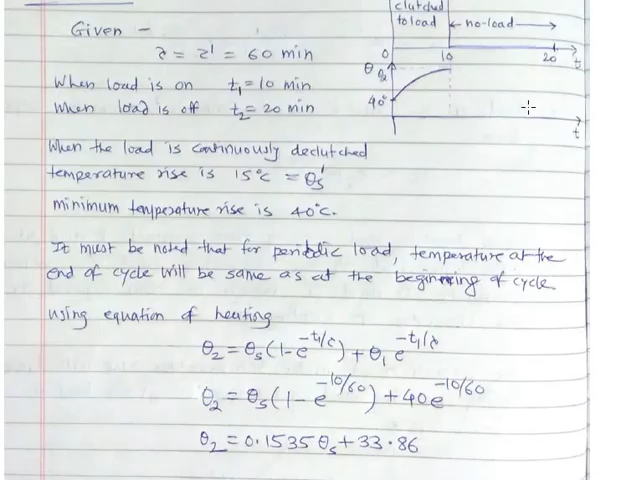 clutched
to load
← no-load →
Given -
τ = τ' = 60 min
0 10 20 t
When load is on t₁ = 10 min
θ θ₂
When load is off t₂ = 20 min
40°
t
When the load is continuously declutched
temperature rise is 15°c = θs'
minimum temperature rise is 40°c.
It must be noted that for periodic load, temperature at the
end of cycle will be same as at the beginning of cycle
using equation of heating
θ₂ = θs(1-e^{-t₁/τ}) + θ₁ e^{-t₁/τ}
θ₂ = θs(1-e^{-10/60}) + 40e^{-10/60}
θ₂ = 0.1535 θs + 33.86